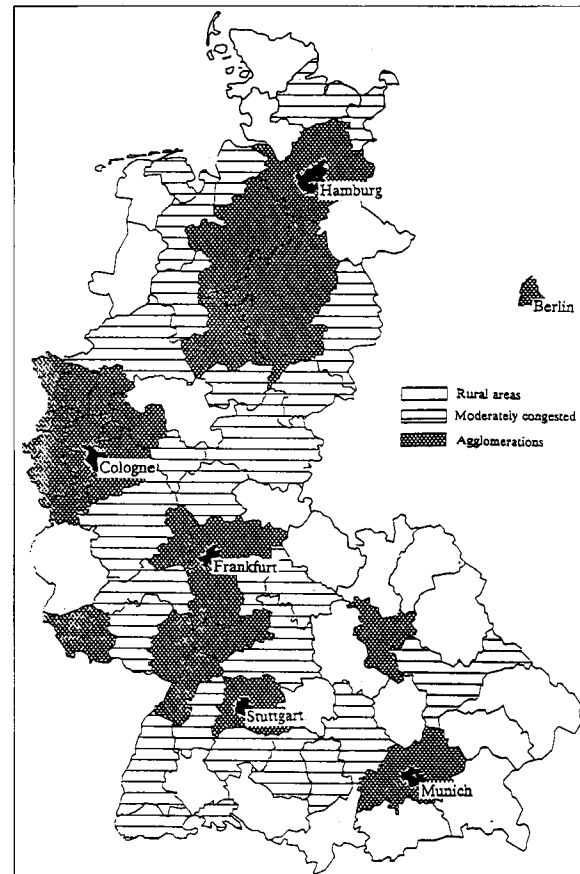 Hamburg
Berlin
Rural areas
Moderately congested
Agglomerations
Cologne
Frankfurt
Stuttgart
Munich